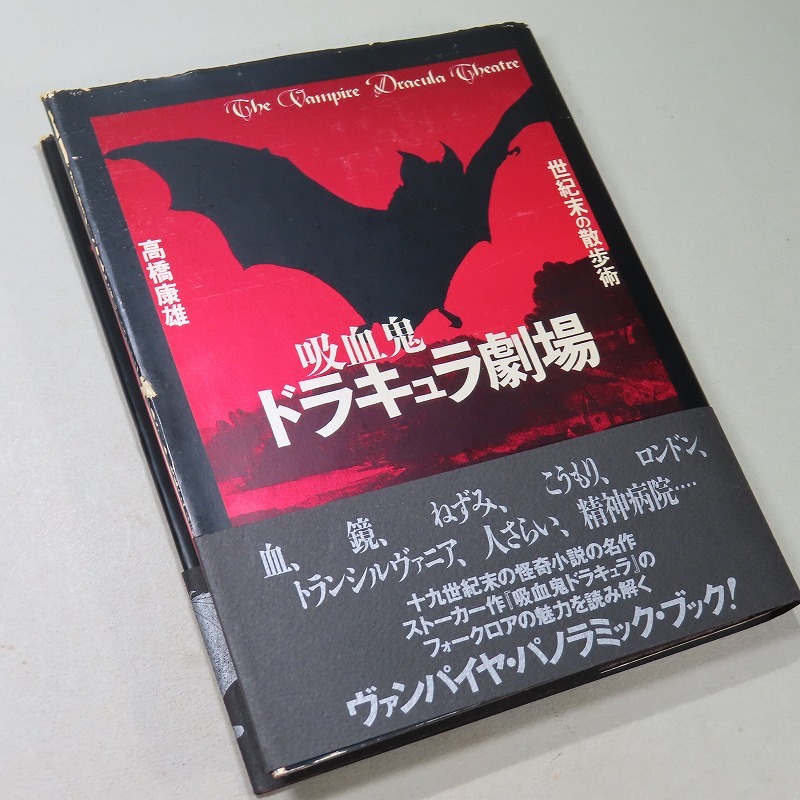 The Vampire Dracula Theatre
世紀末の散歩術
高橋康雄
吸血鬼
ドラキュラ劇場
血、鏡、ねずみ、こうもり、ロンドン、
トランシルヴァニア、人さらい、精神病院‥‥
十九世紀末の怪奇小説の名作
ストーカー作『吸血鬼ドラキュラ』の
フォークロアの魅力を読み解く
ヴァンパイヤ・パノラミック・ブック!